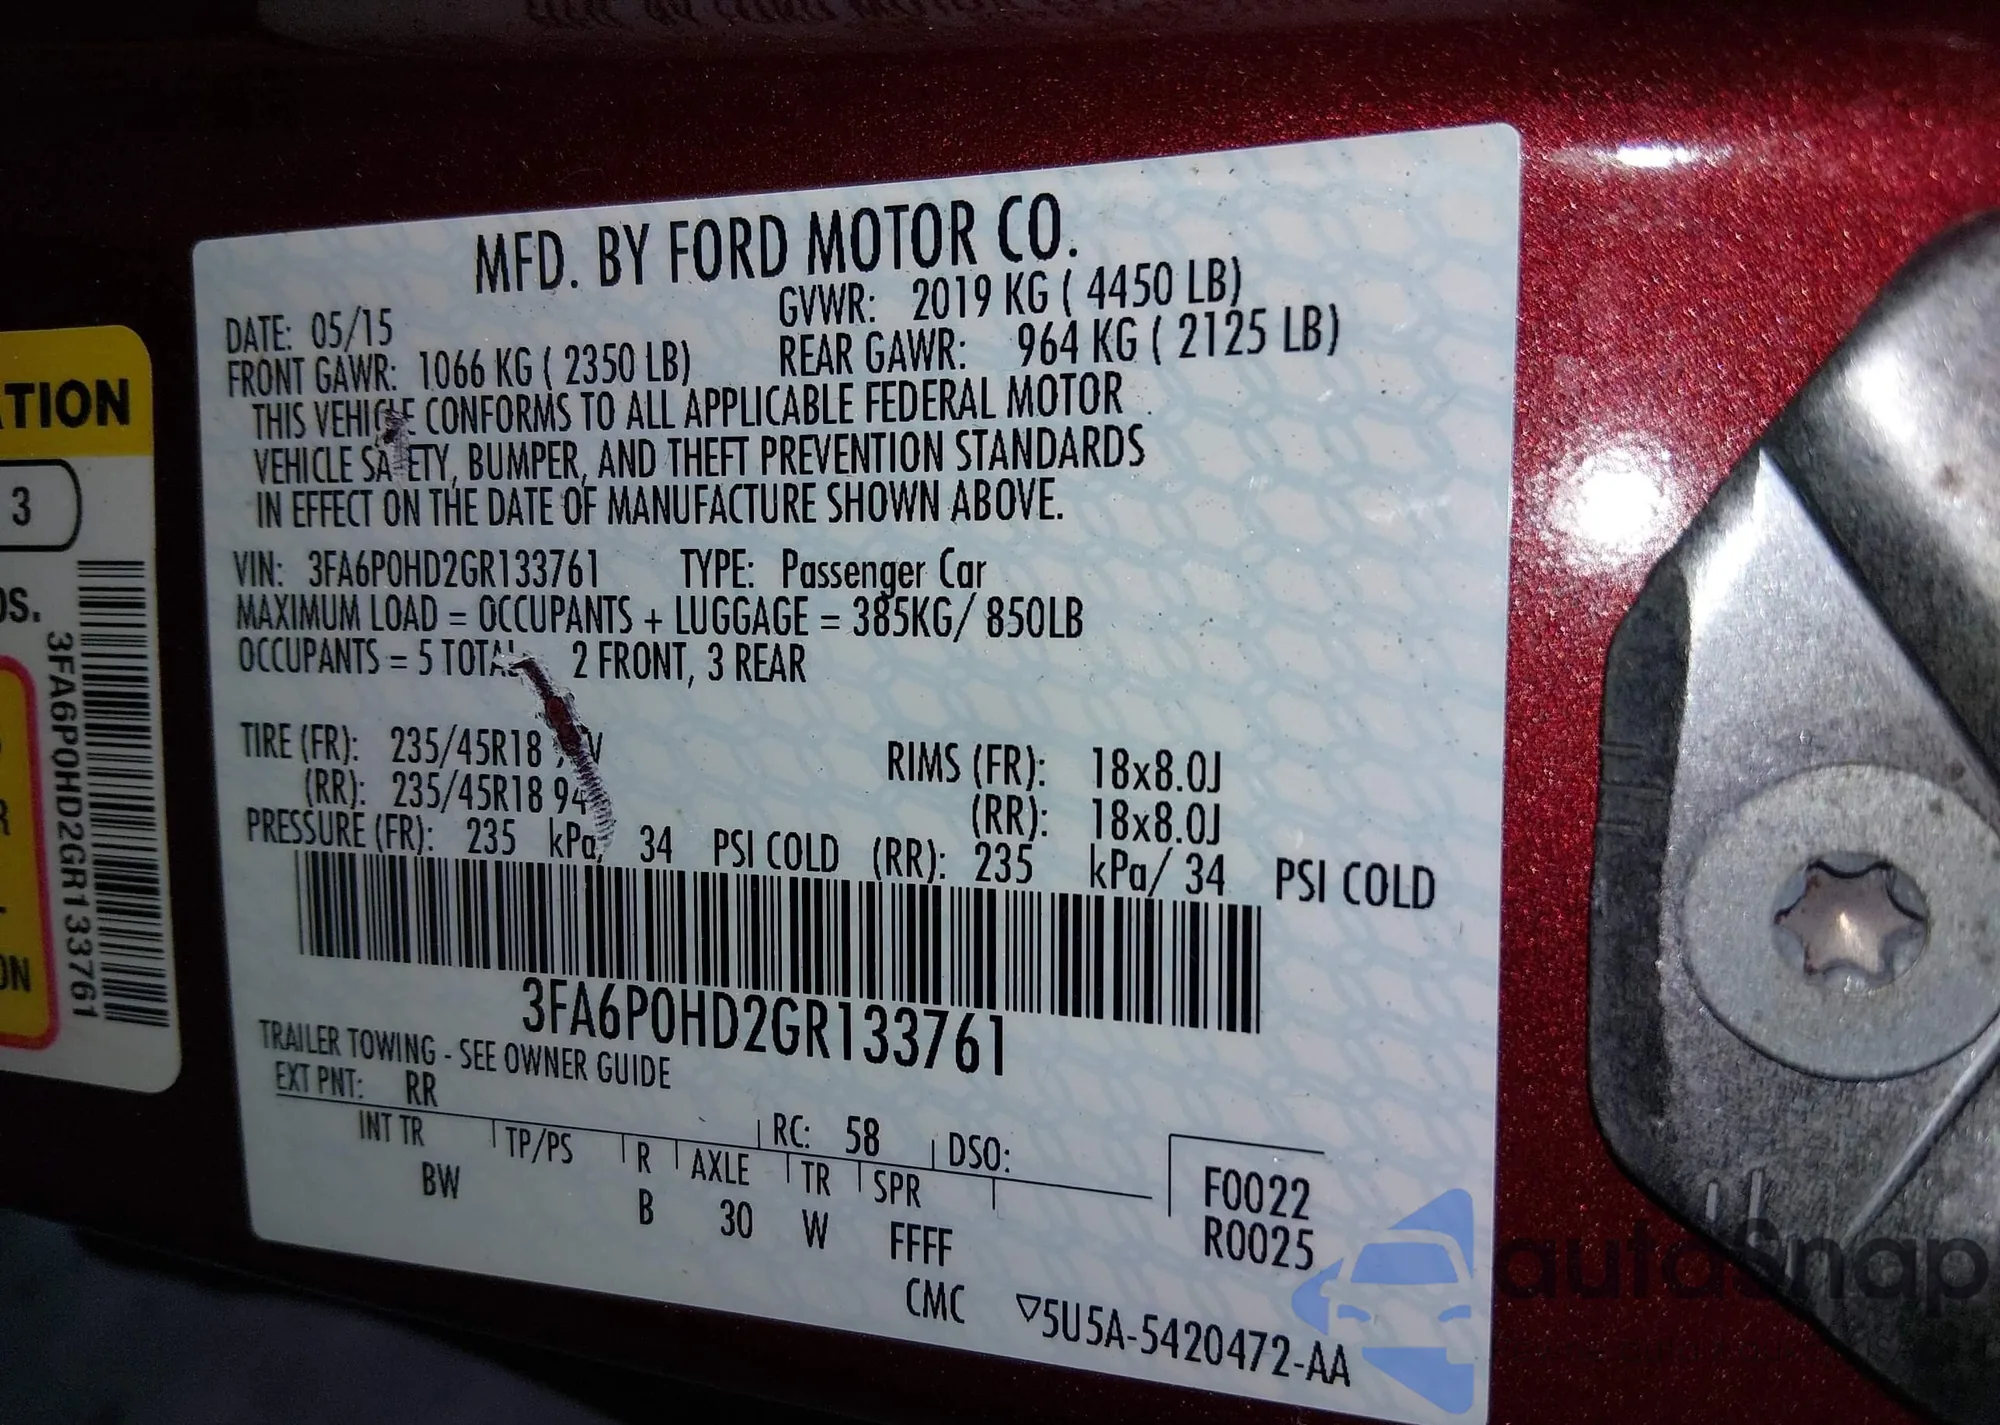 MFD. BY FORD MOTOR CO.
DATE: 05/15
GVWR: 2019 KG ( 4450 LB)
FRONT GAWR: 1066 KG ( 2350 LB)
REAR GAWR: 964 KG ( 2125 LB)
THIS VEHICLE CONFORMS TO ALL APPLICABLE FEDERAL MOTOR
VEHICLE SAFETY, BUMPER, AND THEFT PREVENTION STANDARDS
IN EFFECT ON THE DATE OF MANUFACTURE SHOWN ABOVE.
VIN: 3FA6P0HD2GR133761 TYPE: Passenger Car
MAXIMUM LOAD = OCCUPANTS + LUGGAGE = 385KG/ 850LB
OCCUPANTS = 5 TOTAL 2 FRONT, 3 REAR
TIRE (FR): 235/45R18 V RIMS (FR): 18x8.0J
(RR): 235/45R18 94 (RR): 18x8.0J
PRESSURE (FR): 235 kPa/ 34 PSI COLD (RR): 235 kPa/ 34 PSI COLD
3FA6P0HD2GR133761
TRAILER TOWING - SEE OWNER GUIDE
EXT PNT: RR RC: 58 DSO:
INT TR TP/PS R AXLE TR SPR
BW B 30 W FFFF
F0022
R0025
CMC ▽5U5A-5420472-AA
TION
3
OS.
3FA6P0HD2GR133761
R
ON
autosnap